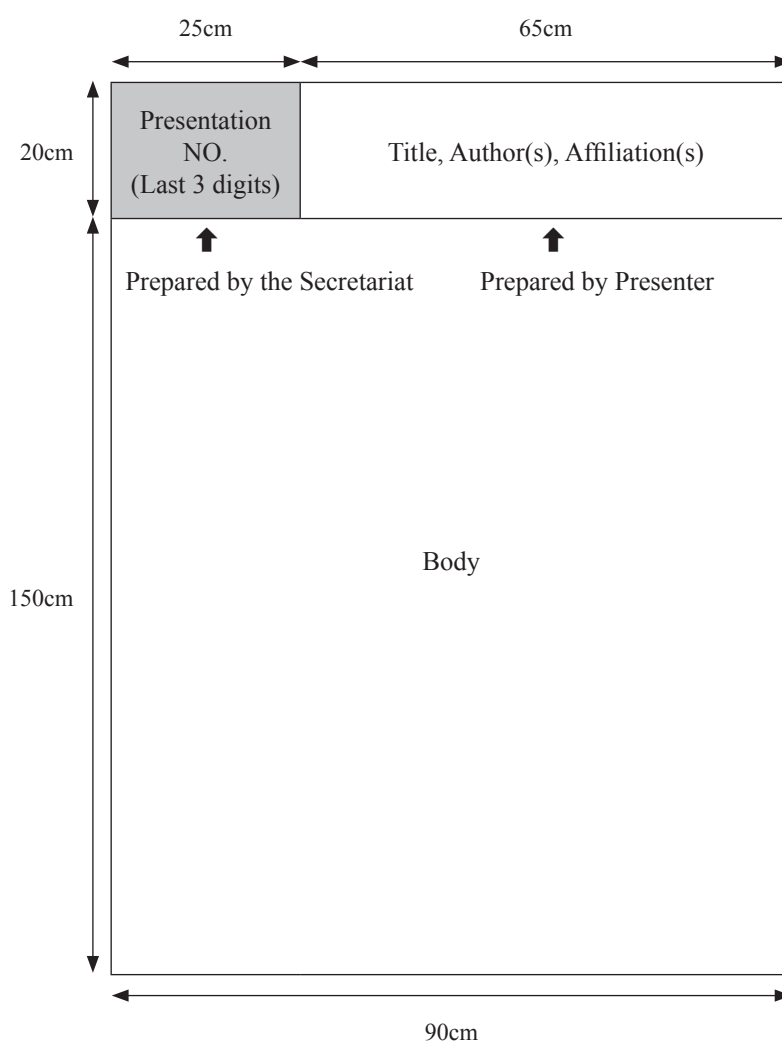 25cm
65cm
20cm
Presentation
NO.
(Last 3 digits)
Title, Author(s), Affiliation(s)
Prepared by the Secretariat
Prepared by Presenter
Body
150cm
90cm